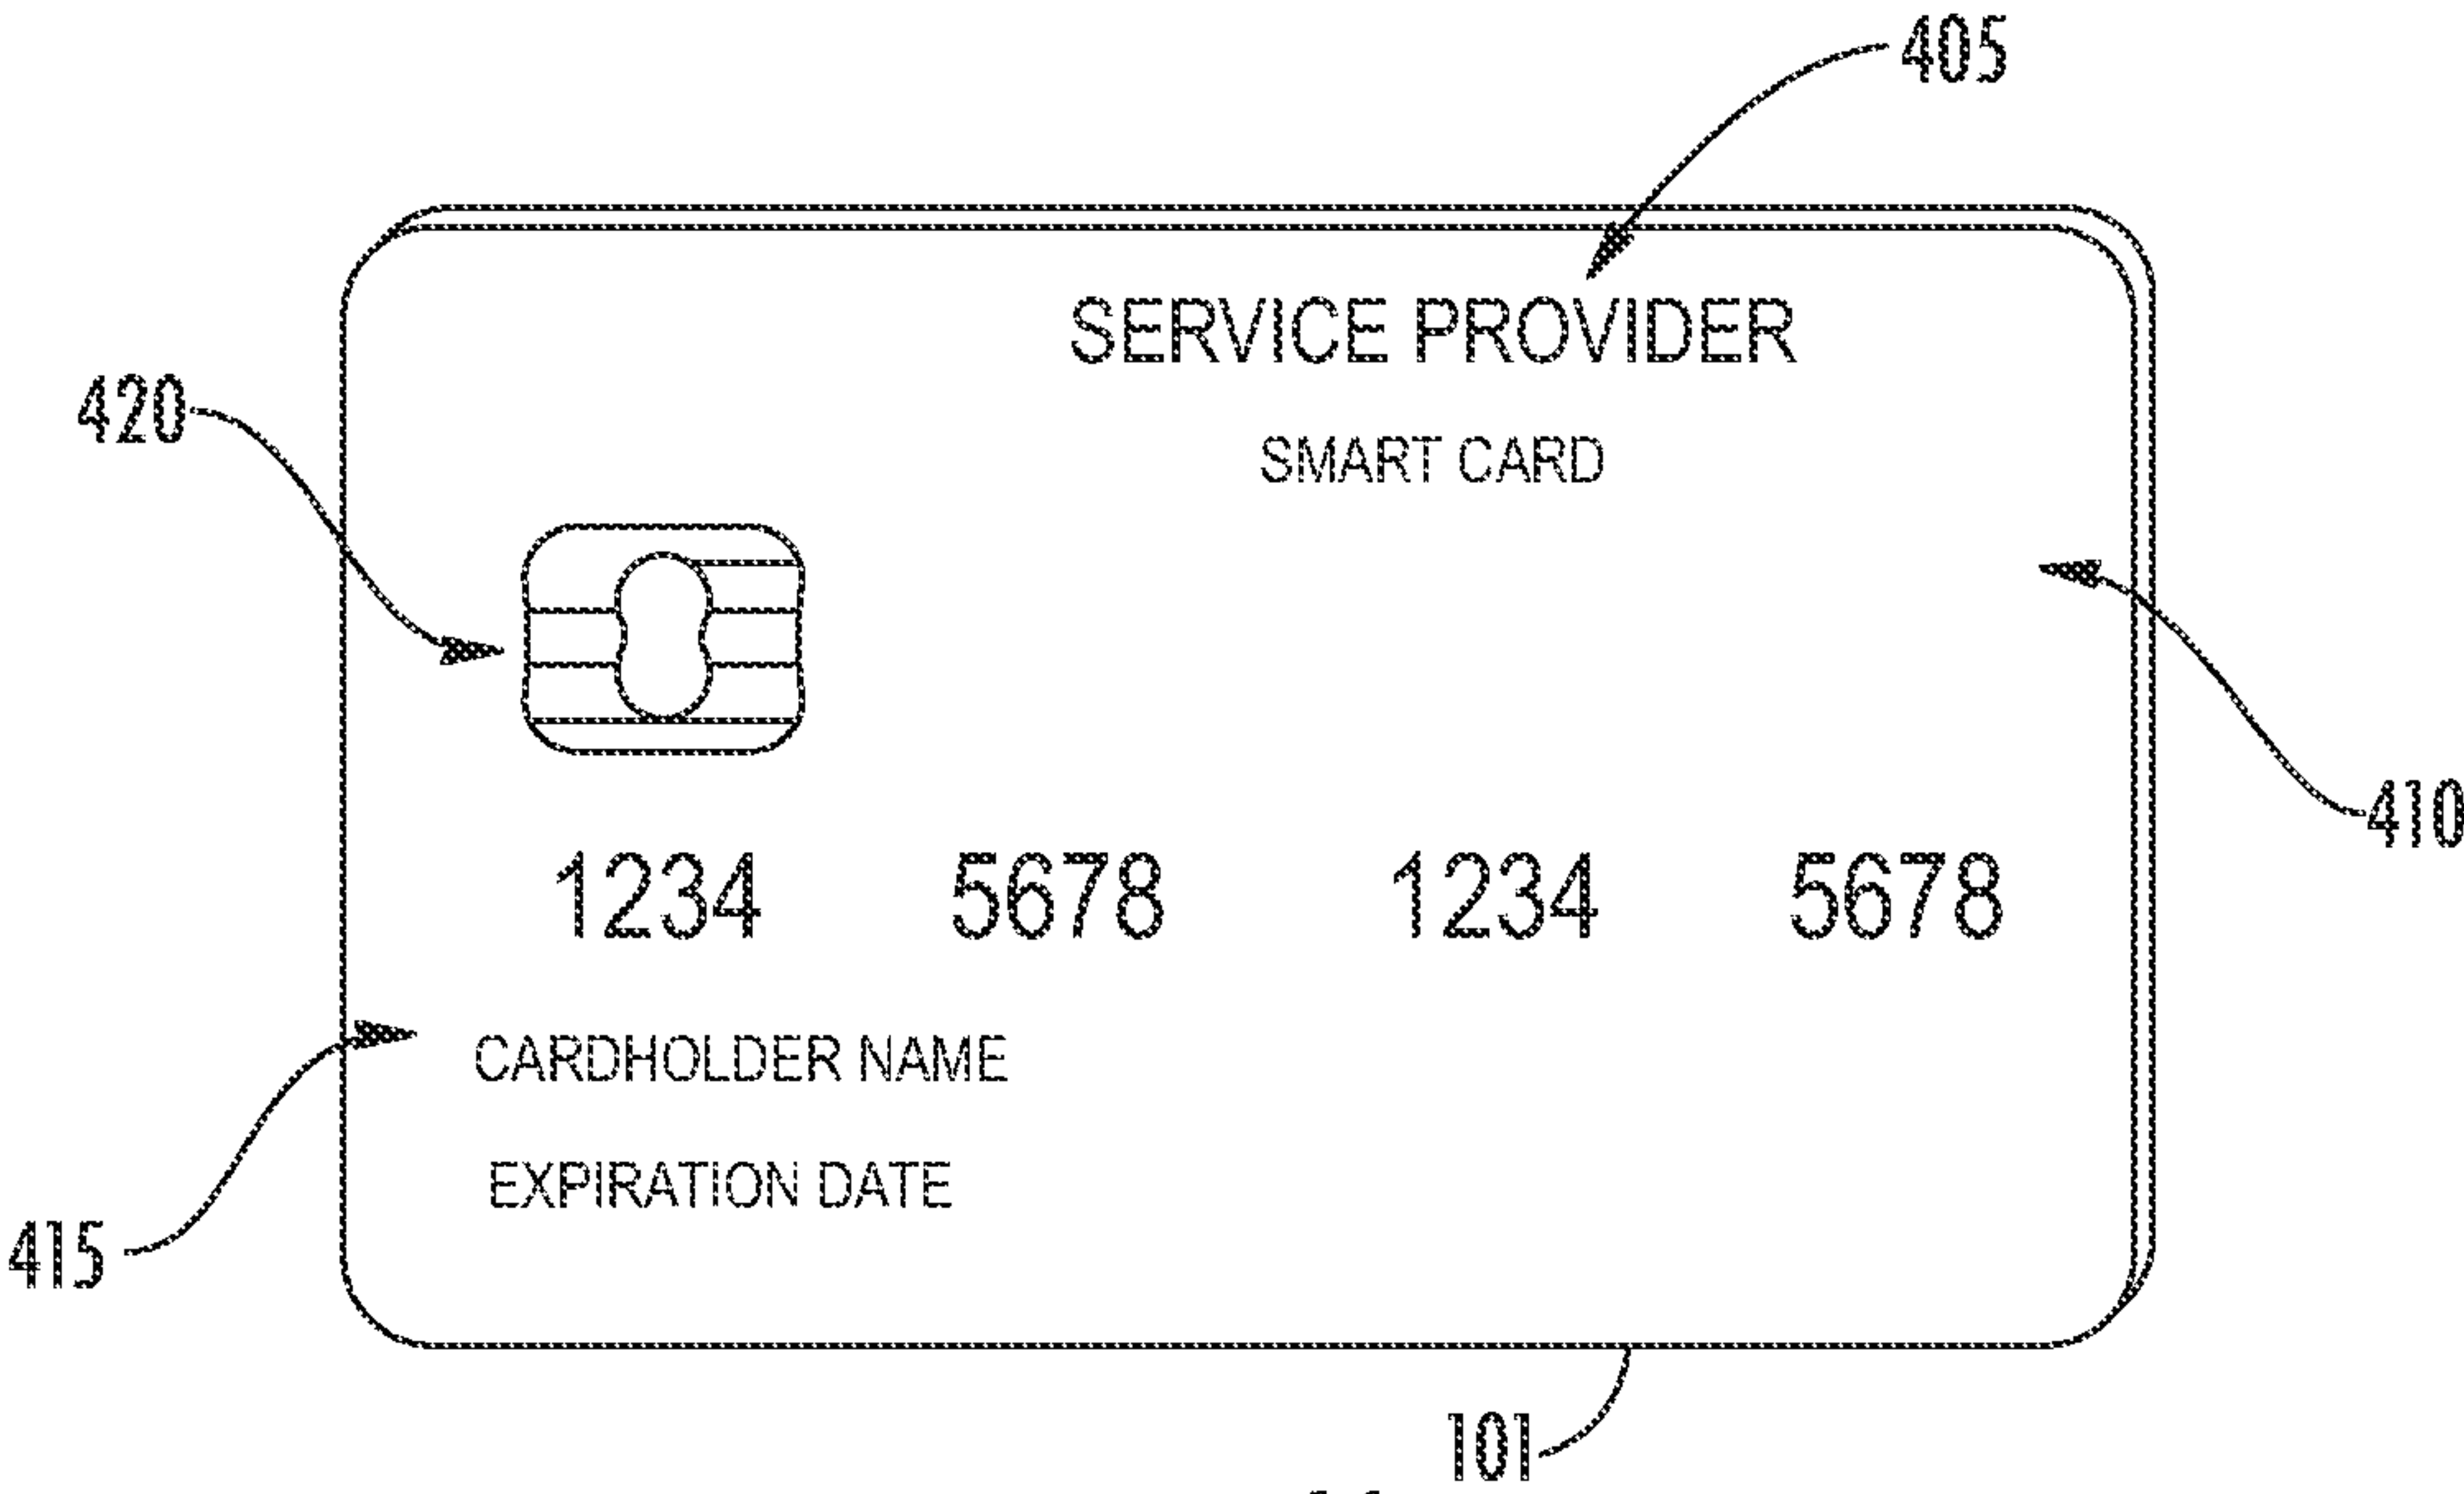 405
SERVICE PROVIDER
420
SMART CARD
410
1234 5678 1234 5678
CARDHOLDER NAME
EXPIRATION DATE
415
101